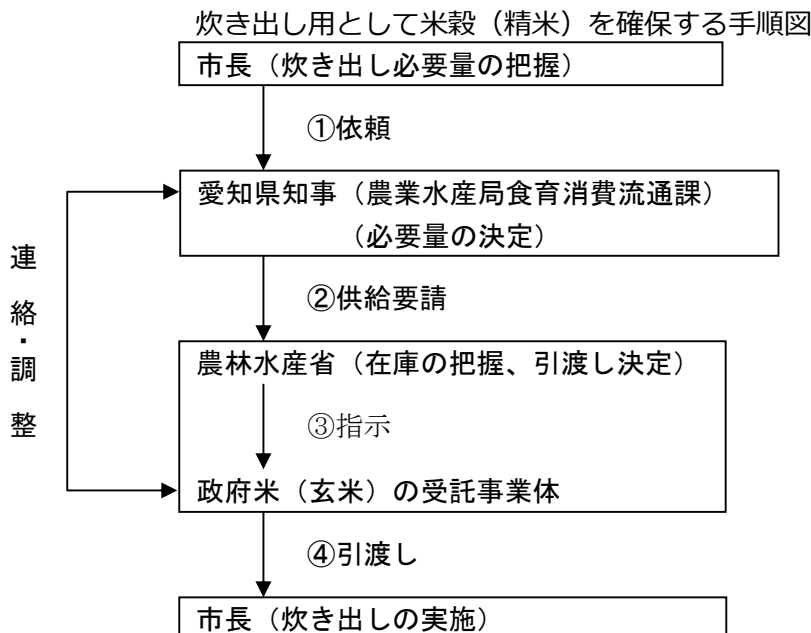 炊き出し用として米穀（精米）を確保する手順図
市長（炊き出し必要量の把握）
①依頼
愛知県知事（農業水産局食育消費流通課）
（必要量の決定）
連絡・調整
②供給要請
農林水産省（在庫の把握、引渡し決定）
③指示
政府米（玄米）の受託事業体
④引渡し
市長（炊き出しの実施）